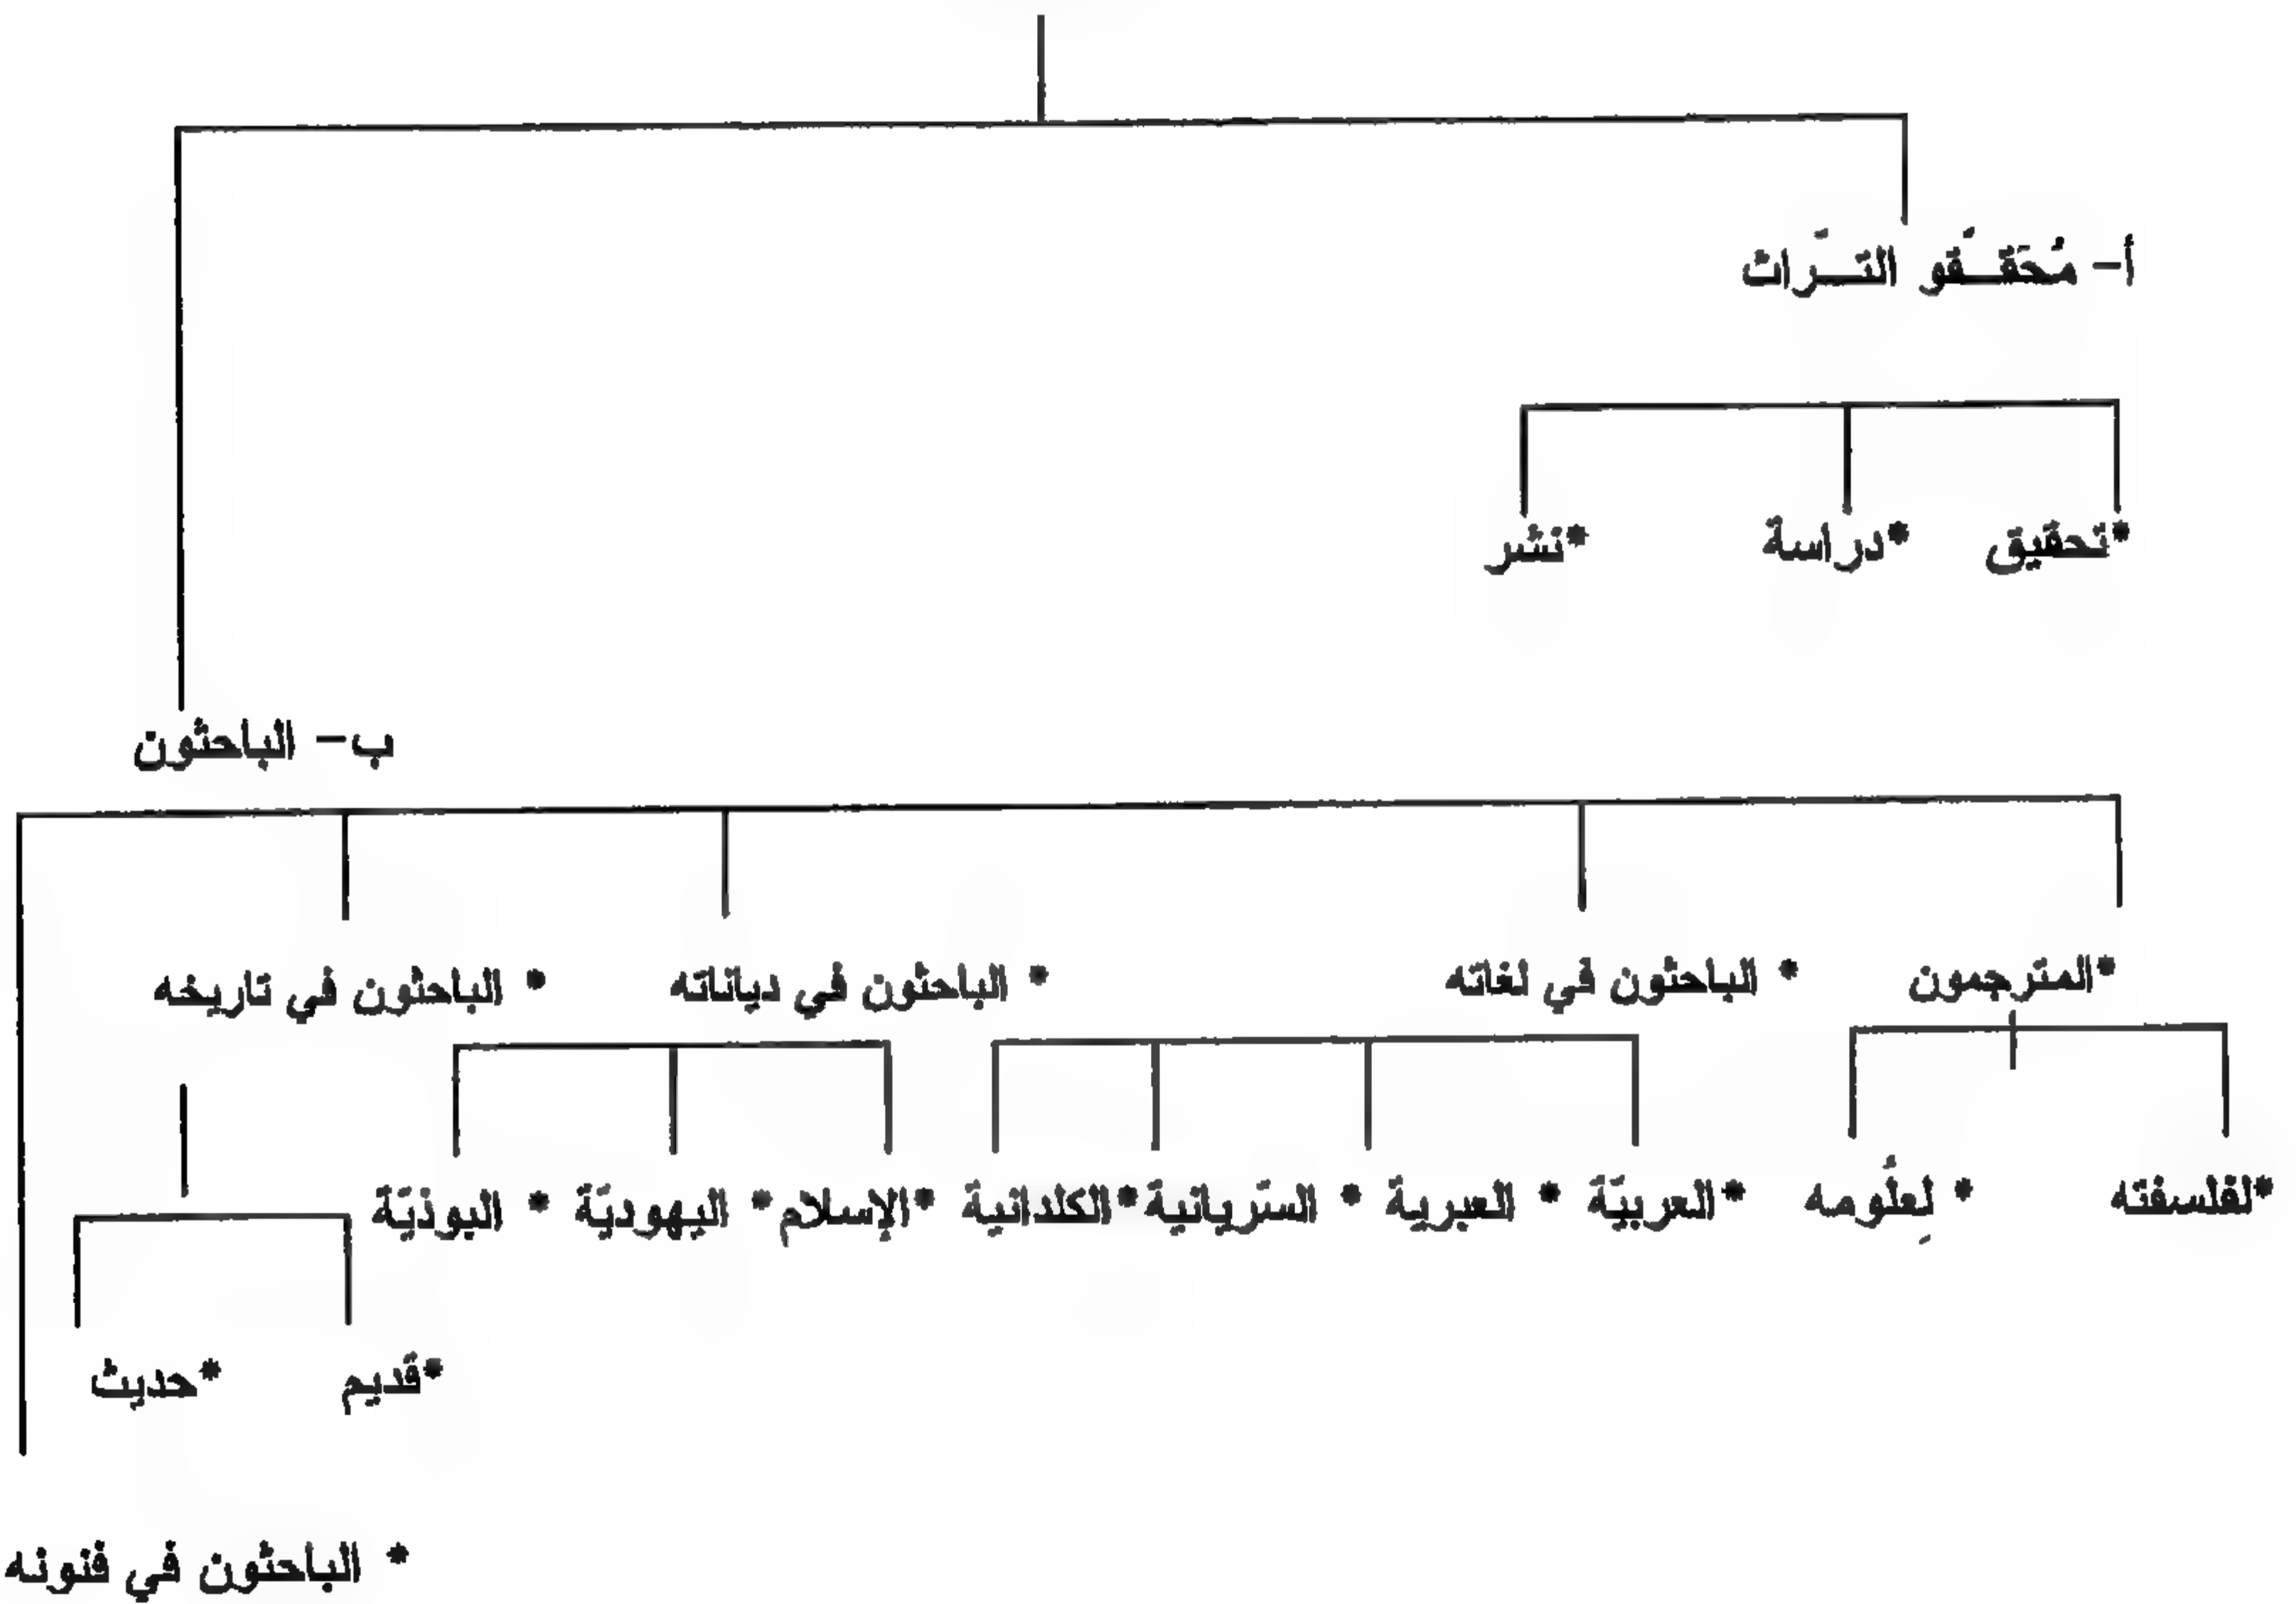 أ- مُحَقِّقُو التَّراث
*تحقيق *دراسة *نشر
ب- الباحثون
*المترجمون * الباحثون في لغاته * الباحثون في دياناته * الباحثون في تاريخه
*لفلسفته * لِعلُومه *العربيّة * العبرية * السّريانية *الكلدانية *الإسلام * اليهوديّة * البوذيّة
*قديم *حديث
* الباحثون في فنونه